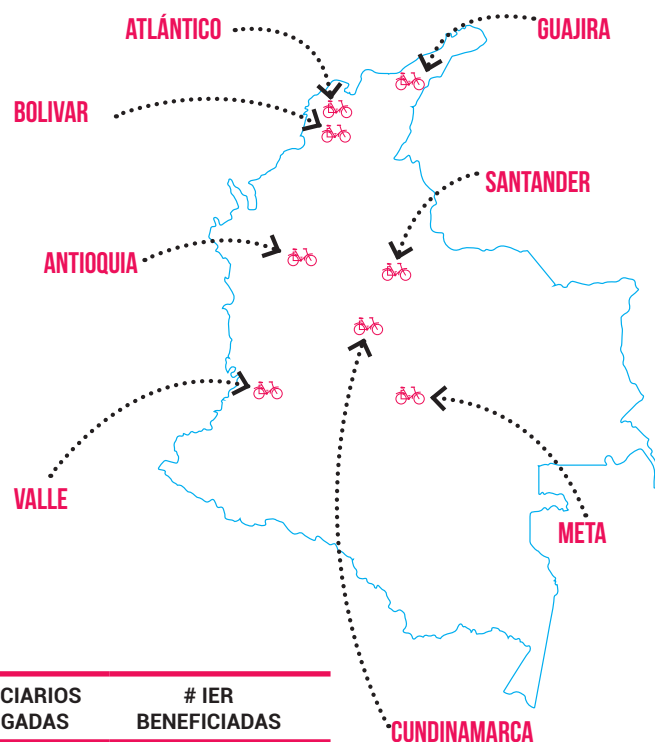 ATLÁNTICO
GUAJIRA
BOLIVAR
SANTANDER
ANTIOQUIA
VALLE
META
CIARIOS # IER
GADAS BENEFICIADAS
CUNDINAMARCA